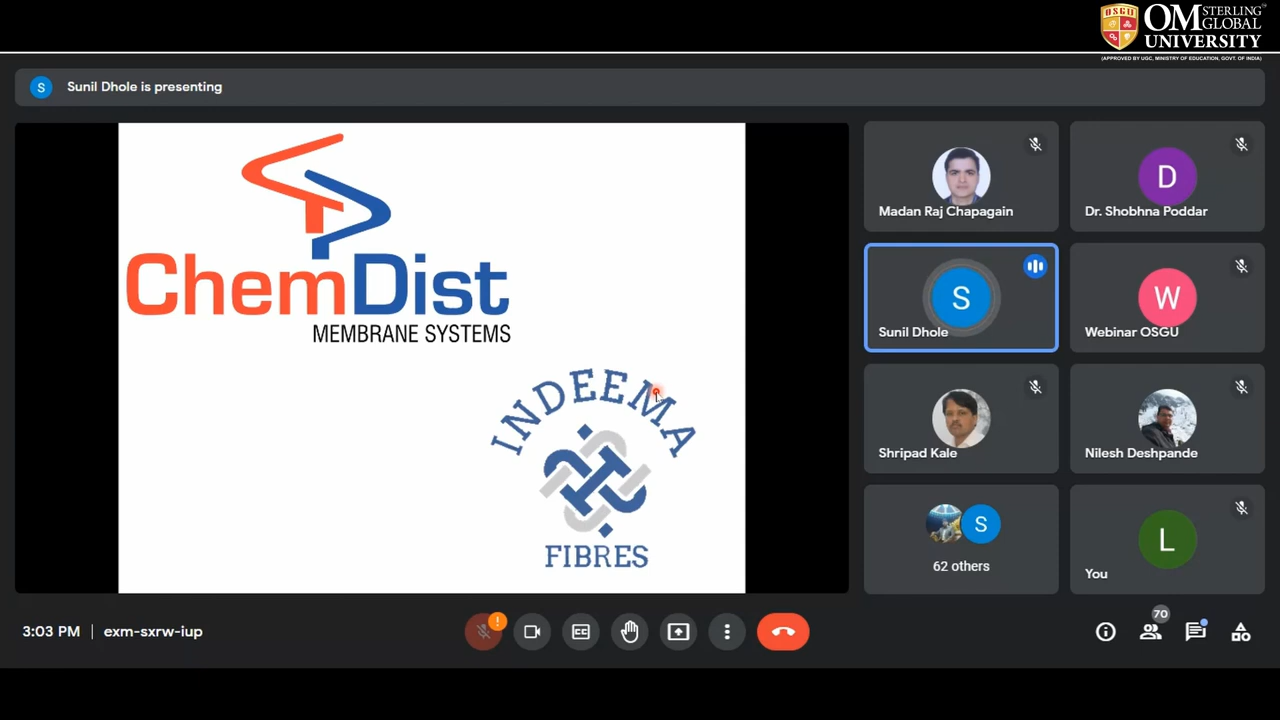 OSGU
OM STERLING GLOBAL UNIVERSITY
(APPROVED BY UGC, MINISTRY OF EDUCATION, GOVT. OF INDIA)
S
Sunil Dhole is presenting
ChemDist
MEMBRANE SYSTEMS
INDEEMA
FIBRES
Madan Raj Chapagain
D
Dr. Shobhna Poddar
S
Sunil Dhole
W
Webinar OSGU
Shripad Kale
Nilesh Deshpande
S
62 others
L
You
3:03 PM | exm-sxrw-iup
!
CC
70